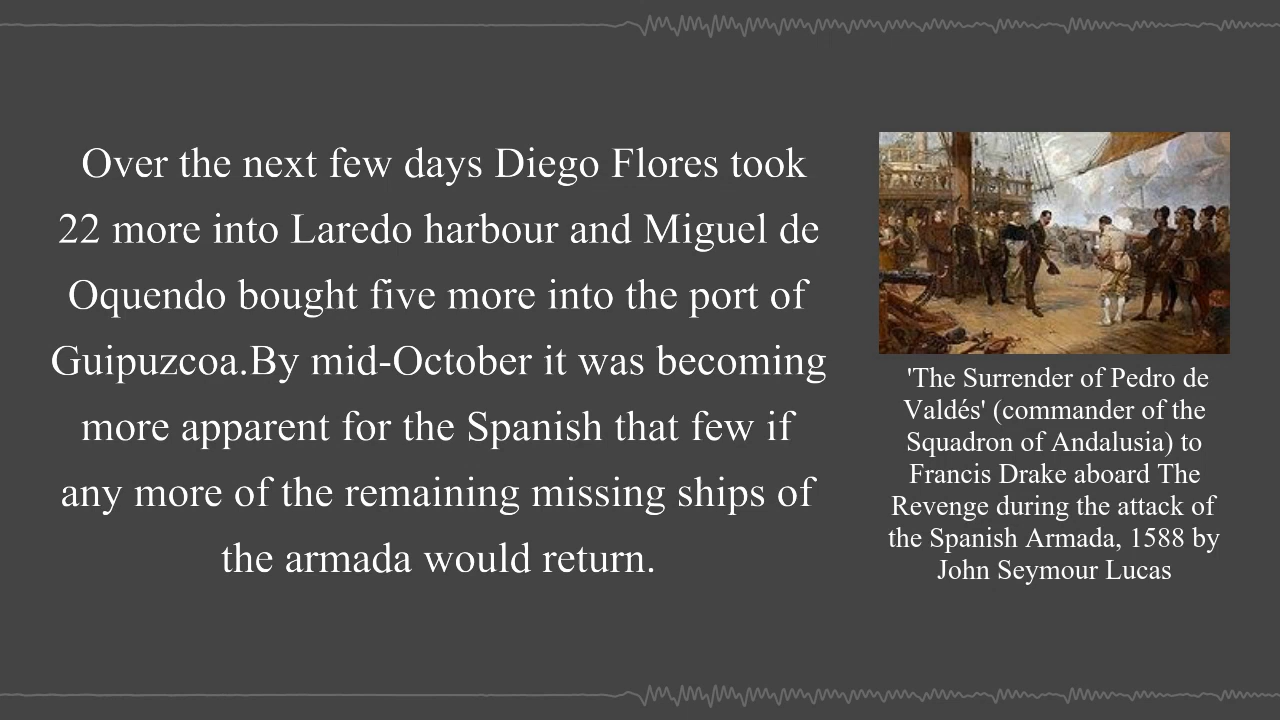 Over the next few days Diego Flores took
22 more into Laredo harbour and Miguel de
Oquendo bought five more into the port of
Guipuzcoa.By mid-October it was becoming
more apparent for the Spanish that few if
any more of the remaining missing ships of
the armada would return.
'The Surrender of Pedro de
Valdés' (commander of the
Squadron of Andalusia) to
Francis Drake aboard The
Revenge during the attack of
the Spanish Armada, 1588 by
John Seymour Lucas